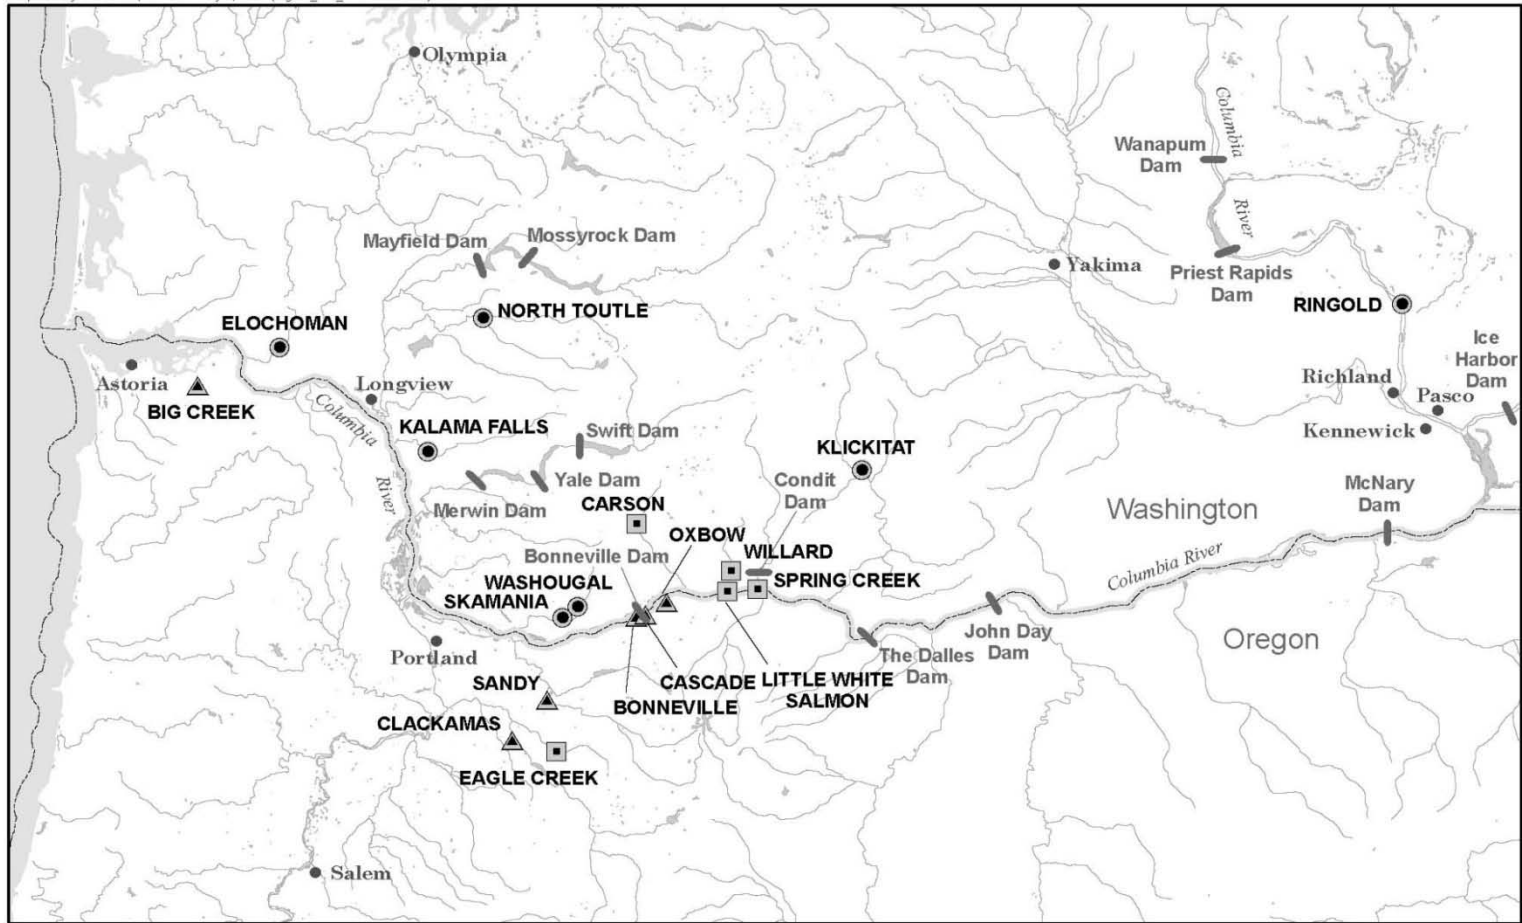 Olympia
Columbia
Wanapum
Dam
River
Mayfield Dam
Mossyrock Dam
Yakima
Priest Rapids
Dam
RINGOLD
NORTH TOUTLE
ELOCHOMAN
Ice
Harbor
Dam
Astoria
BIG CREEK
Longview
Columbia
River
Richland
Pasco
Kennewick
KALAMA FALLS
Swift Dam
KLICKITAT
Condit
Dam
Yale Dam
Merwin Dam
CARSON
McNary
Dam
Washington
OXBOW
Bonneville Dam
WILLARD
SPRING CREEK
Columbia River
WASHOUGAL
SKAMANIA
John Day
Dam
Oregon
Portland
The Dalles
Dam
SANDY
CASCADE
LITTLE WHITE
SALMON
BONNEVILLE
CLACKAMAS
EAGLE CREEK
Salem